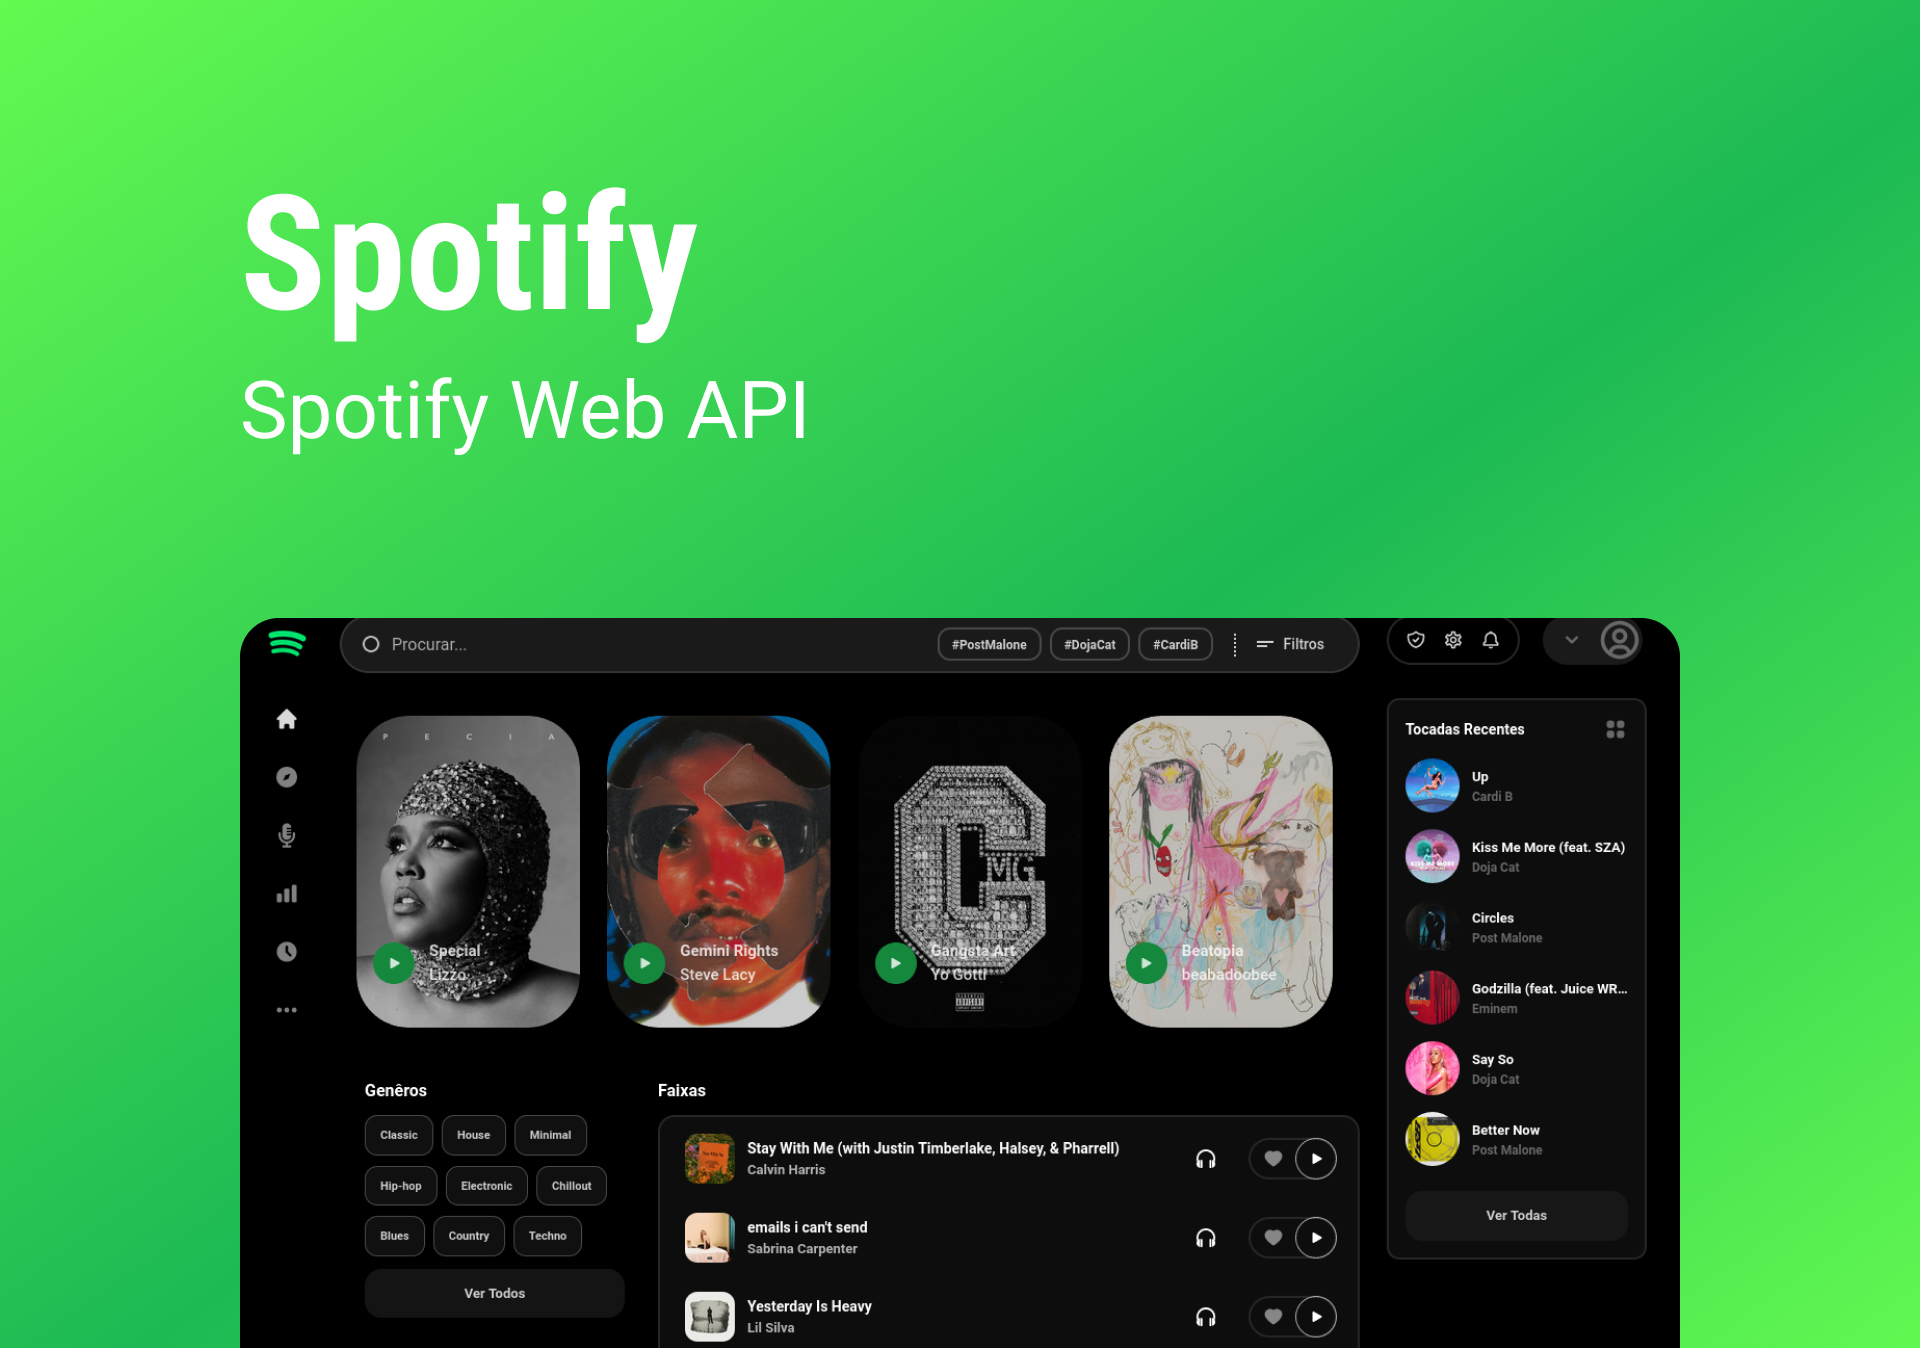 Spotify
Spotify Web API
Procurar...
#PostMalone
#DojaCat
#CardiB
Filtros
P E C I A
Special
Lizzo
Gemini Rights
Steve Lacy
CMG
Gangsta Art
Yo Gotti
Beatopia
beabadoobee
Tocadas Recentes
Up
Cardi B
Kiss Me More (feat. SZA)
Doja Cat
Circles
Post Malone
Godzilla (feat. Juice WR...
Eminem
Say So
Doja Cat
Better Now
Post Malone
Ver Todas
Genêros
Classic
House
Minimal
Hip-hop
Electronic
Chillout
Blues
Country
Techno
Ver Todos
Faixas
Stay With Me (with Justin Timberlake, Halsey, & Pharrell)
Calvin Harris
emails i can't send
Sabrina Carpenter
Yesterday Is Heavy
Lil Silva